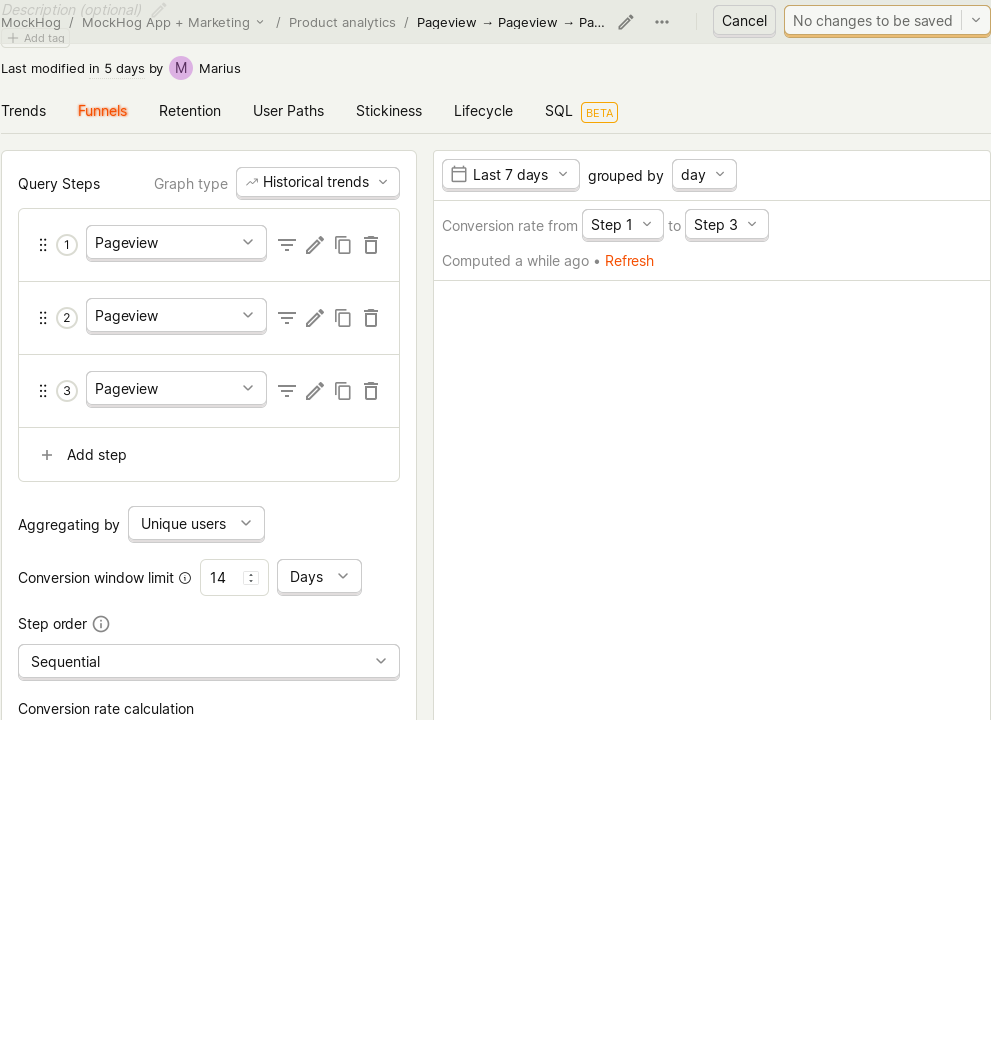 Description (optional)
MockHog / MockHog App + Marketing / Product analytics / Pageview → Pageview → Pa...
Cancel
No changes to be saved
Add tag
Last modified in 5 days by M Marius
Trends Funnels Retention User Paths Stickiness Lifecycle SQL BETA
Query Steps
Graph type Historical trends
1 Pageview
2 Pageview
3 Pageview
Add step
Aggregating by Unique users
Conversion window limit 14 Days
Step order
Sequential
Conversion rate calculation
Last 7 days grouped by day
Conversion rate from Step 1 to Step 3
Computed a while ago • Refresh